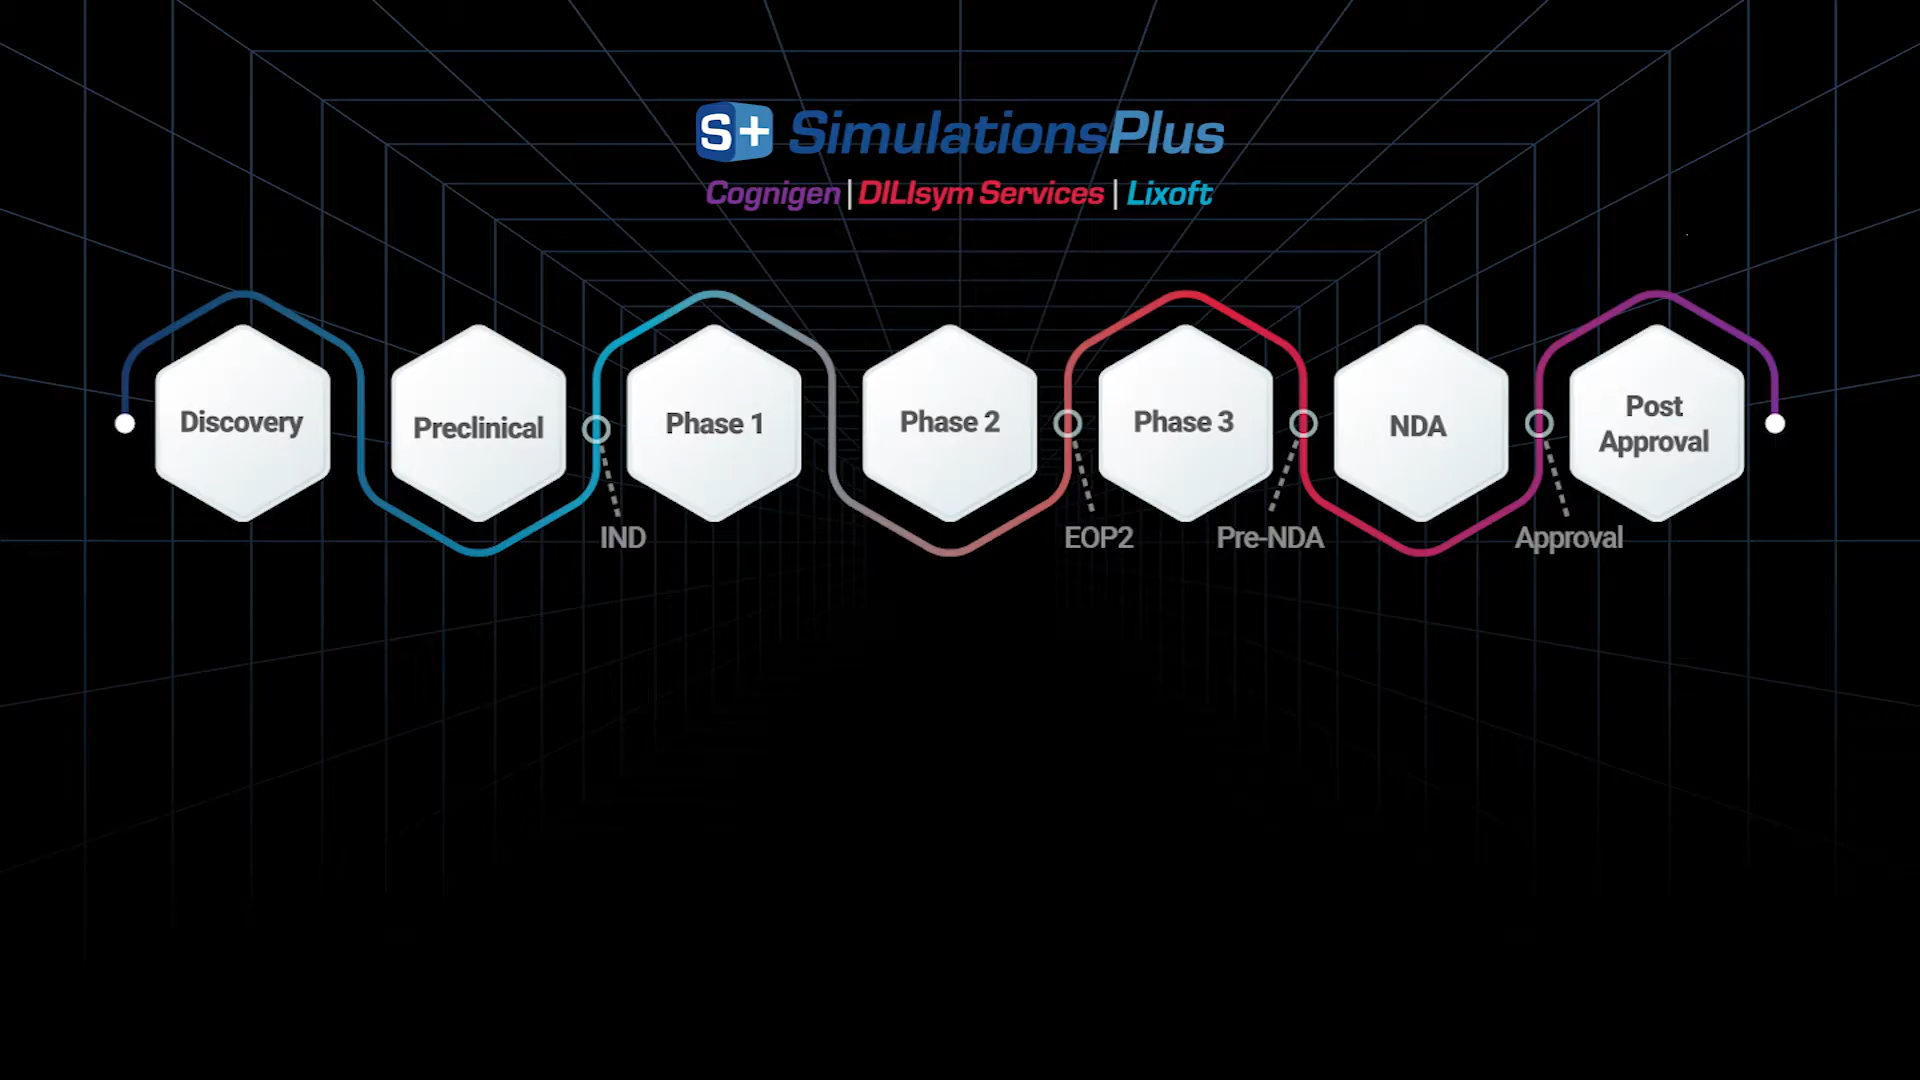 S+ SimulationsPlus
Cognigen | DILIsym Services | Lixoft
Discovery
Preclinical
Phase 1
Phase 2
Phase 3
NDA
Post
Approval
IND
EOP2
Pre-NDA
Approval